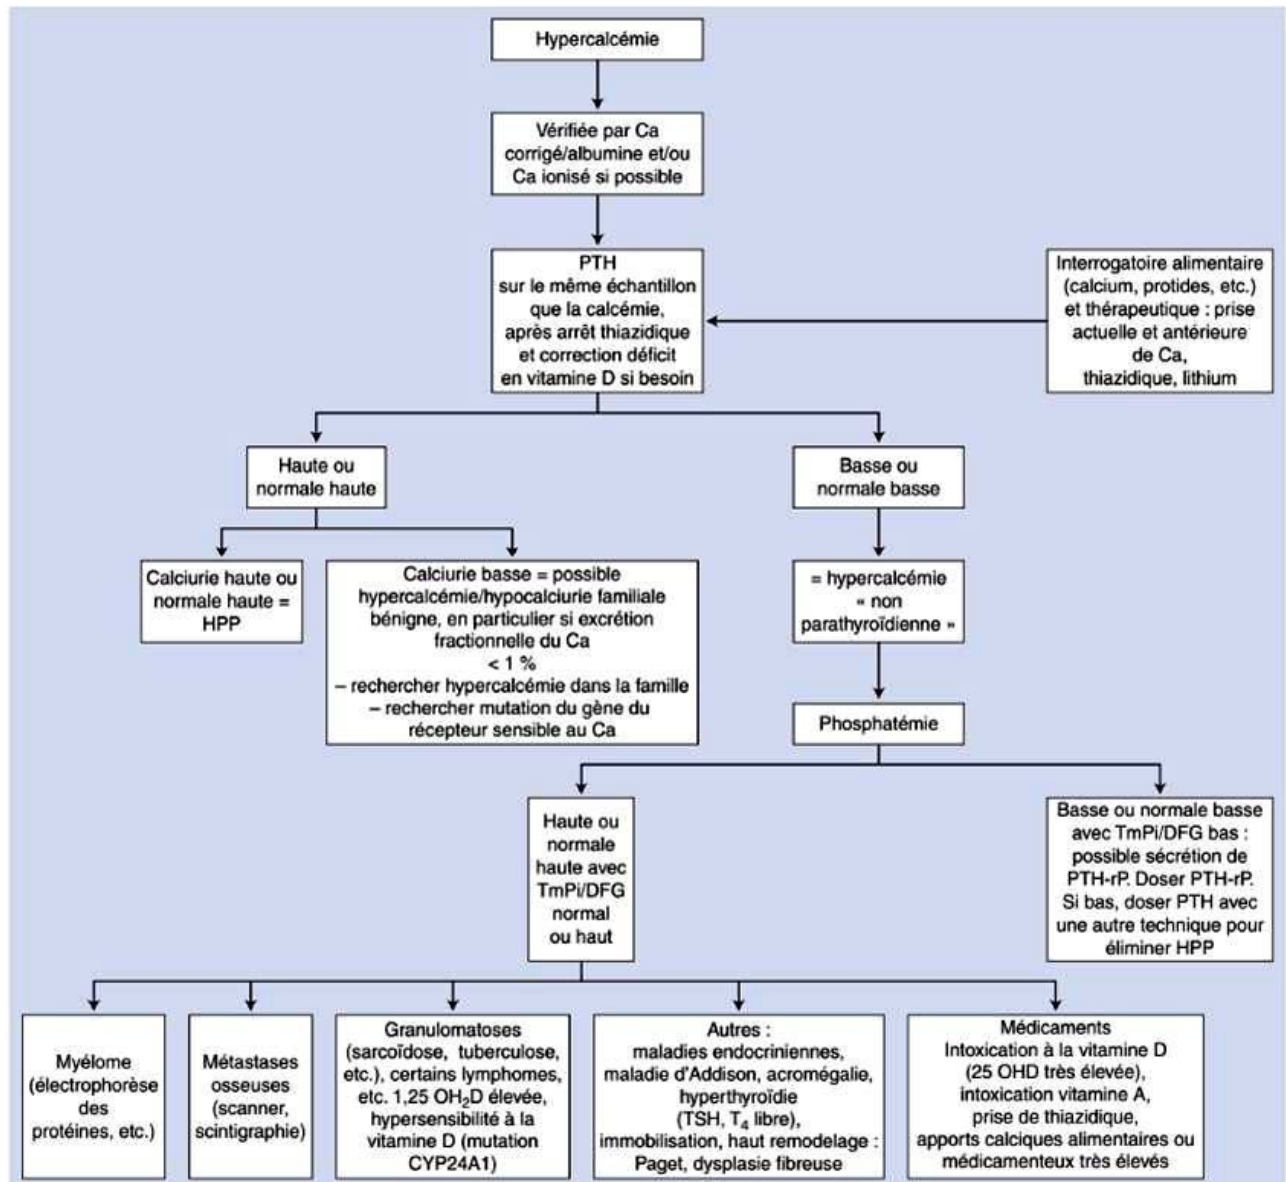 Hypercalcémie
Vérifiée par Ca
corrigé/albumine et/ou
Ca ionisé si possible
PTH
sur le même échantillon
que la calcémie,
après arrêt thiazidique
et correction déficit
en vitamine D si besoin
Interrogatoire alimentaire
(calcium, protides, etc.)
et thérapeutique : prise
actuelle et antérieure
de Ca,
thiazidique, lithium
Haute ou
normale haute
Basse ou
normale basse
Calciurie haute ou
normale haute =
HPP
Calciurie basse = possible
hypercalcémie/hypocalciurie familiale
bénigne, en particulier si excrétion
fractionnelle du Ca
< 1 %
– rechercher hypercalcémie dans la famille
– rechercher mutation du gène du
récepteur sensible au Ca
= hypercalcémie
« non
parathyroïdienne »
Phosphatémie
Haute ou
normale
haute avec
TmPi/DFG
normal
ou haut
Basse ou normale basse
avec TmPi/DFG bas :
possible sécrétion de
PTH-rP. Doser PTH-rP.
Si bas, doser PTH avec
une autre technique pour
éliminer HPP
Myélome
(électrophorèse
des
protéines, etc.)
Métastases
osseuses
(scanner,
scintigraphie)
Granulomatoses
(sarcoïdose, tuberculose,
etc.), certains lymphomes,
etc. 1,25 OH₂D élevée,
hypersensibilité à la
vitamine D (mutation
CYP24A1)
Autres :
maladies endocriniennes,
maladie d'Addison, acromégalie,
hyperthyroïdie
(TSH, T₄ libre),
immobilisation, haut remodelage :
Paget, dysplasie fibreuse
Médicaments
Intoxication à la vitamine D
(25 OHD très élevée),
intoxication vitamine A,
prise de thiazidique,
apports calciques alimentaires ou
médicamenteux très élevés